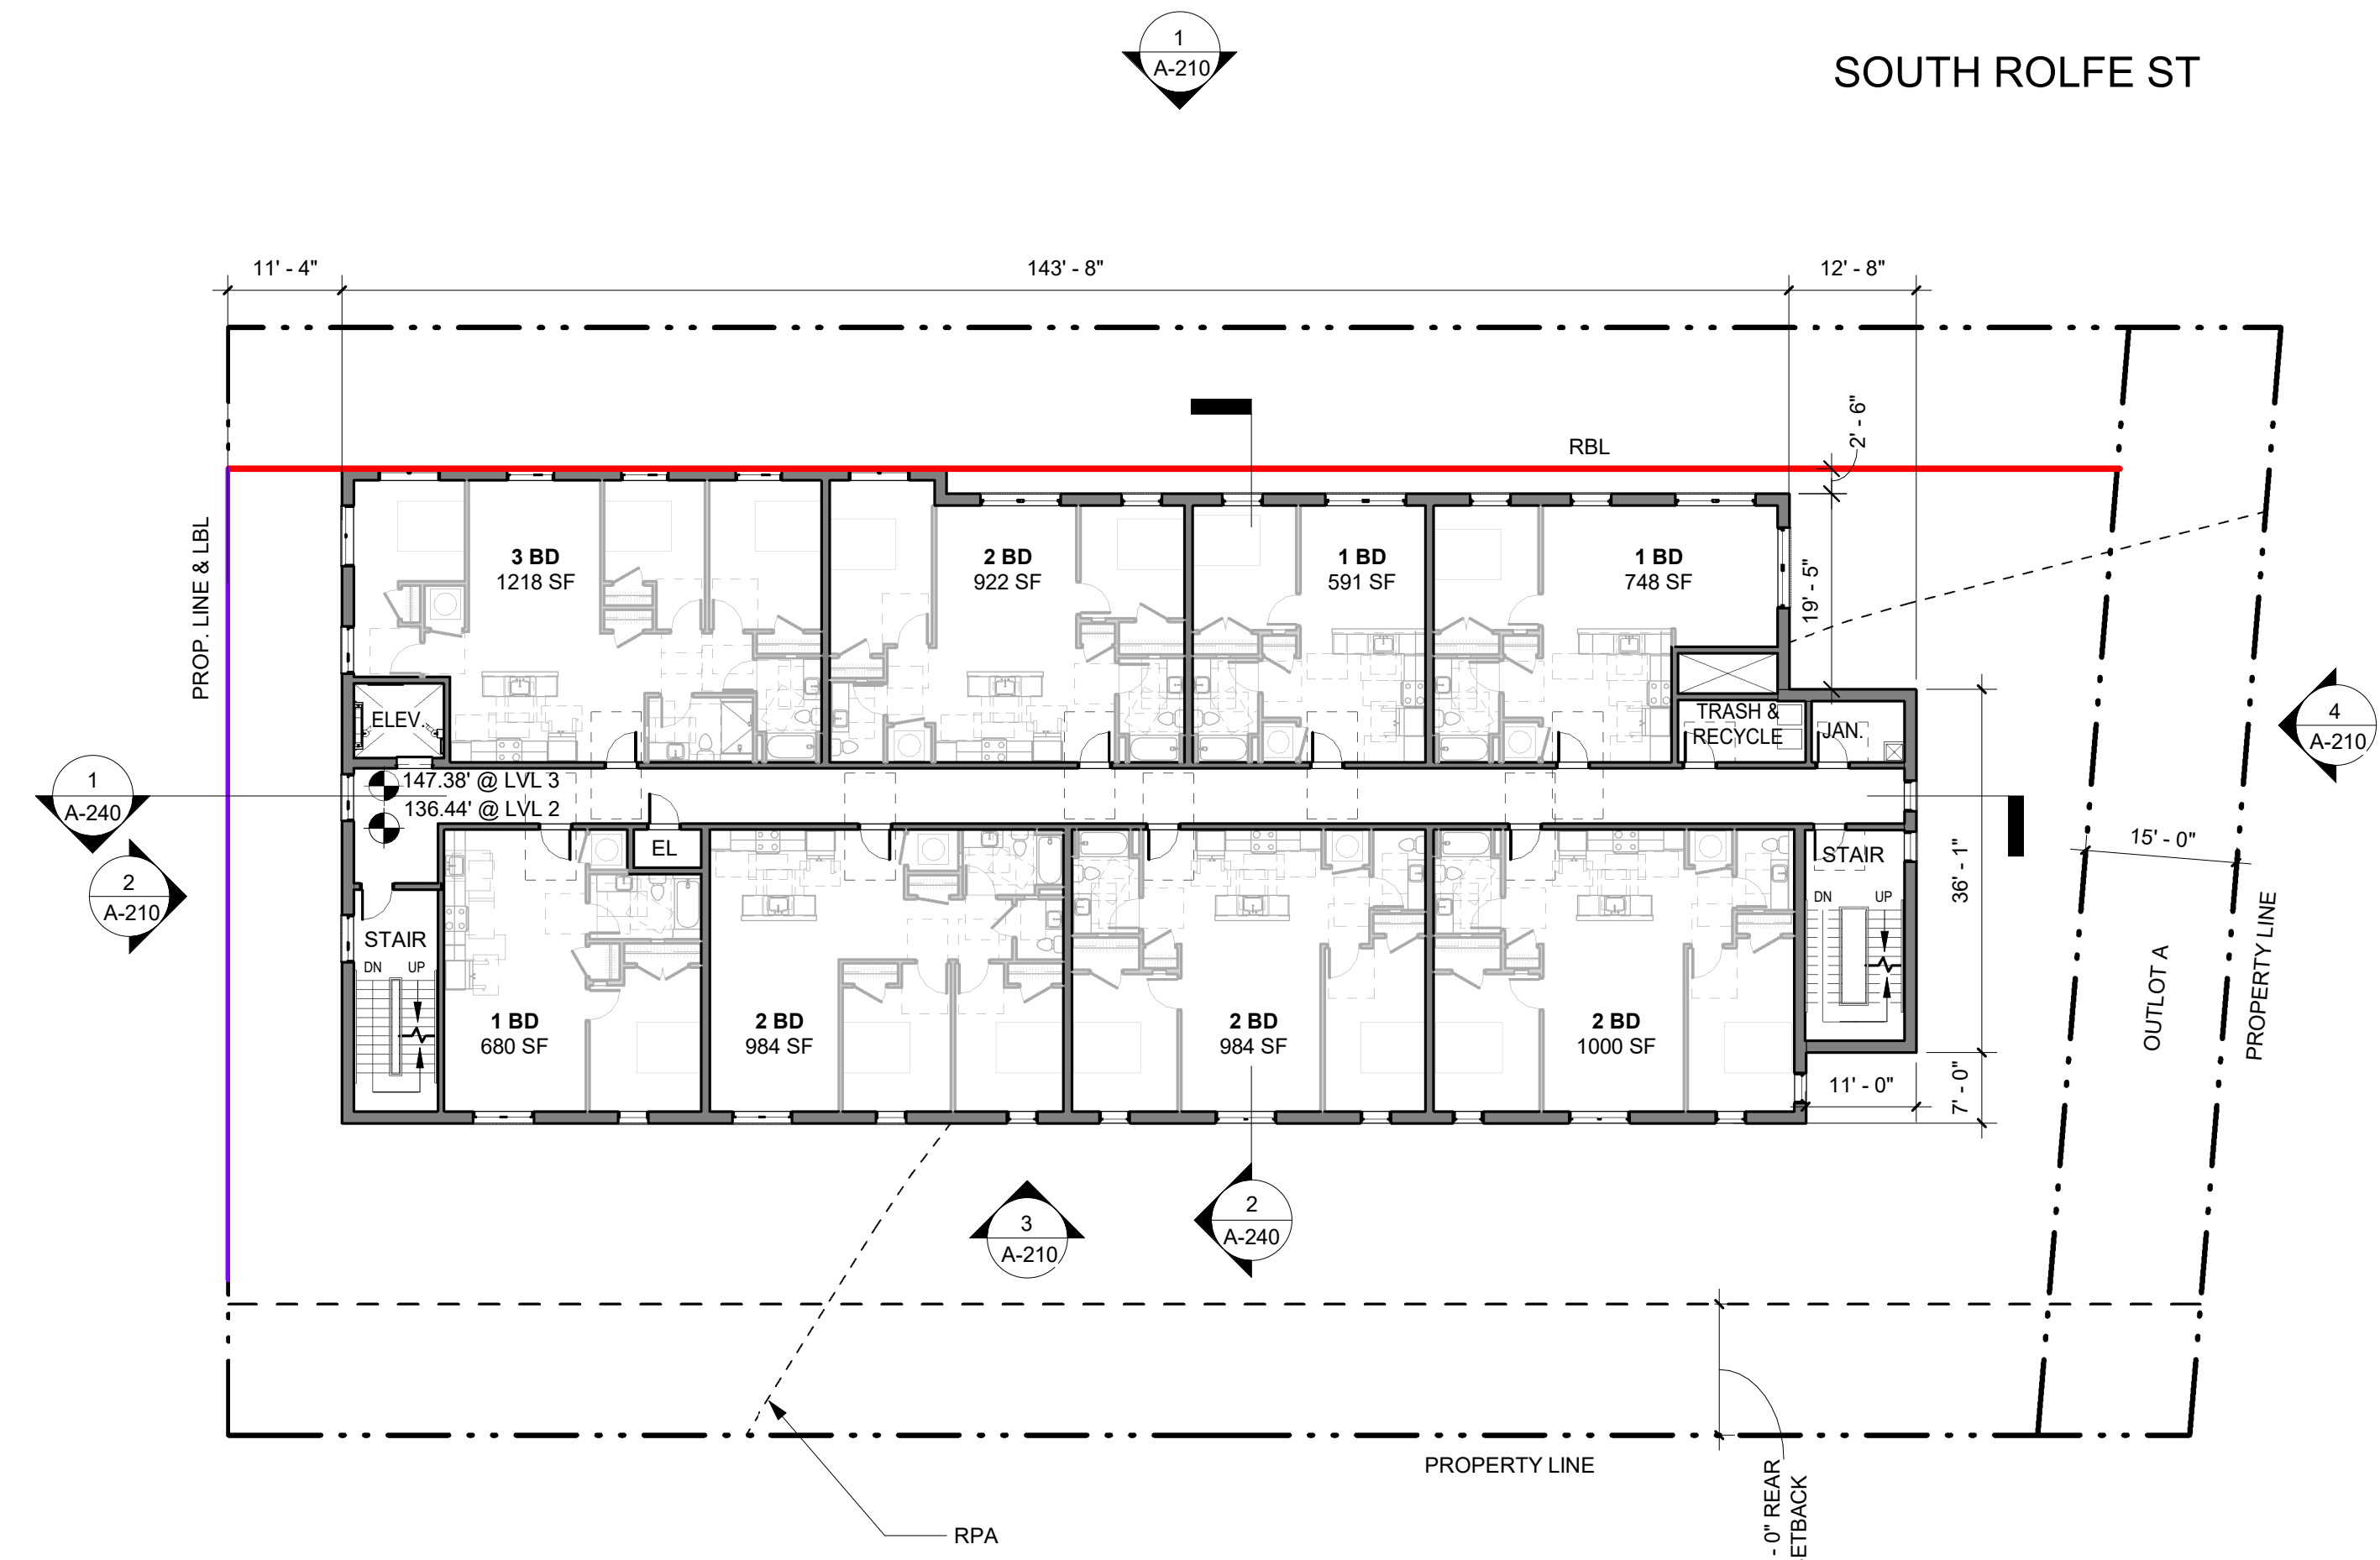 1
A-210
SOUTH ROLFE ST
11' - 4"
143' - 8"
12' - 8"
2' - 6"
RBL
PROP. LINE & LBL
3 BD
1218 SF
2 BD
922 SF
1 BD
591 SF
1 BD
748 SF
19' - 5"
ELEV.
TRASH &
RECYCLE
JAN.
4
A-210
1
A-240
147.38' @ LVL 3
136.44' @ LVL 2
2
A-210
EL
STAIR
DN
UP
STAIR
DN
UP
36' - 1"
15' - 0"
OUTLOT A
PROPERTY LINE
1 BD
680 SF
2 BD
984 SF
2 BD
984 SF
2 BD
1000 SF
11' - 0"
7' - 0"
3
A-210
2
A-240
PROPERTY LINE
RPA
- 0" REAR
ETBACK